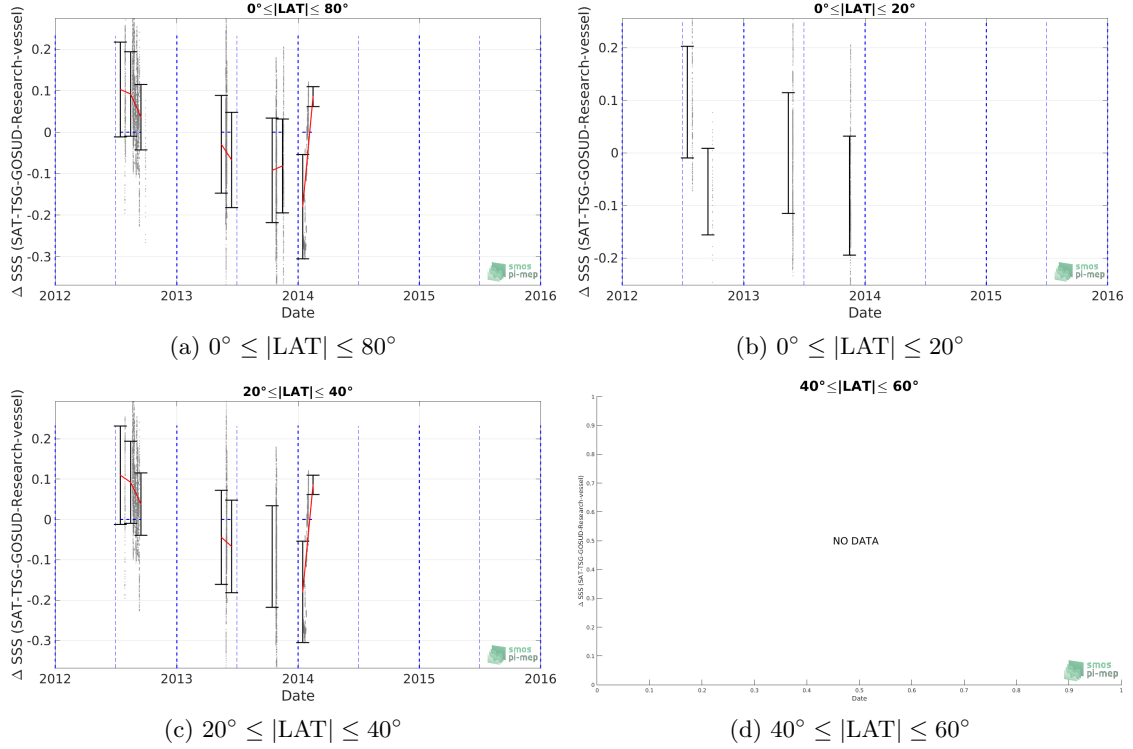 0°≤|LAT|≤ 80°
Δ SSS (SAT-TSG-GOSUD-Research-vessel)
0.2
0.1
0
-0.1
-0.2
-0.3
2012 2013 2014 2015 2016
Date
smos
pi-mep
(a) 0° ≤ |LAT| ≤ 80°
0°≤|LAT|≤ 20°
Δ SSS (SAT-TSG-GOSUD-Research-vessel)
0.2
0.1
0
-0.1
-0.2
2012 2013 2014 2015 2016
Date
smos
pi-mep
(b) 0° ≤ |LAT| ≤ 20°
20°≤|LAT|≤ 40°
Δ SSS (SAT-TSG-GOSUD-Research-vessel)
0.2
0.1
0
-0.1
-0.2
-0.3
2012 2013 2014 2015 2016
Date
smos
pi-mep
(c) 20° ≤ |LAT| ≤ 40°
40°≤|LAT|≤ 60°
Δ SSS (SAT-TSG-GOSUD-Research-vessel)
1
0.9
0.8
0.7
0.6
0.5
0.4
0.3
0.2
0.1
0
NO DATA
0 0.1 0.2 0.3 0.4 0.5 0.6 0.7 0.8 0.9 1
Date
smos
pi-mep
(d) 40° ≤ |LAT| ≤ 60°